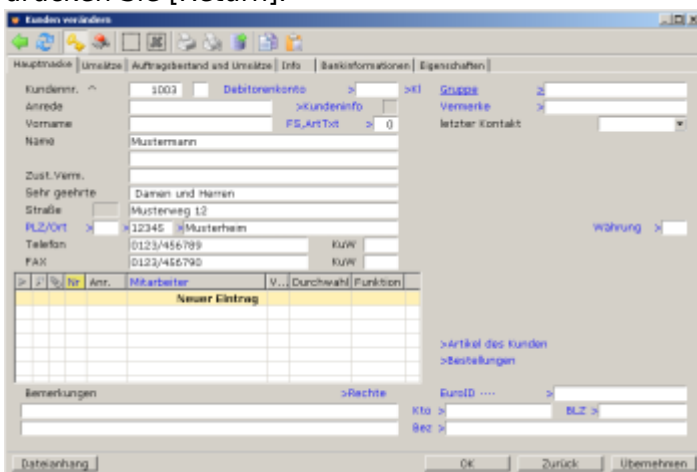 drücken Sie [Return].
Kunden verändern
Hauptmaske Umsätze Auftragsbestand und Umsätze Info Bankinformationen Eigenschaften
Kundennr. ^ 1003 Debitorenkonto > >KI Gruppe >
Anrede >Kundeninfo Vermerke >
Vorname FS,ArtTxt > 0 letzter Kontakt
Name Mustermann
Zust.Verm.
Sehr geehrte Damen und Herren
Straße Musterweg 12
PLZ/Ort > > 12345 > Musterheim Währung >
Telefon 0123/456789 KuW
FAX 0123/456790 KuW
Nr Anr. Mitarbeiter V... Durchwahl Funktion
Neuer Eintrag
>Artikel des Kunden
>Bestellungen
Bemerkungen >Rechte EuroID ---- >
Kto > BLZ >
Bez >
Dateianhang OK Zurück Übernehmen